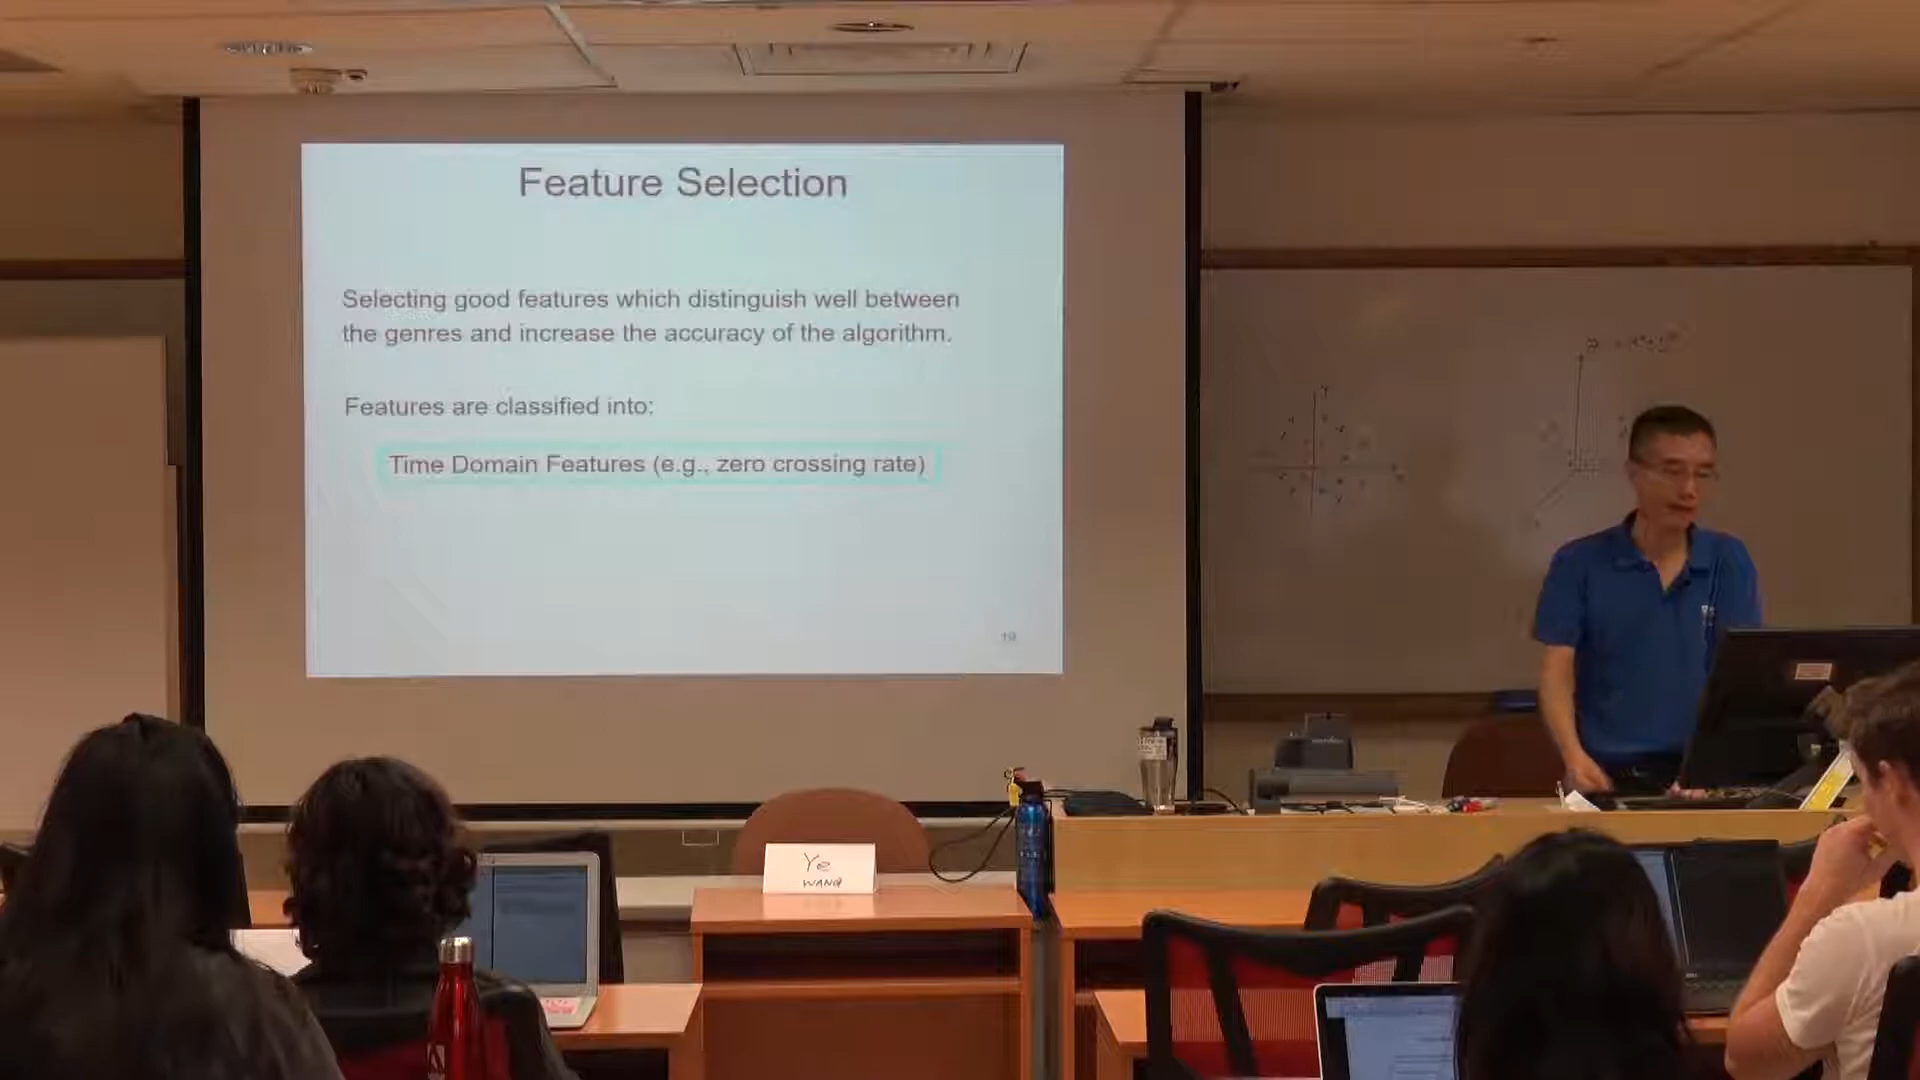 Feature Selection
Selecting good features which distinguish well between
the genres and increase the accuracy of the algorithm.
Features are classified into:
Time Domain Features (e.g., zero crossing rate)
19
Ye
WANG